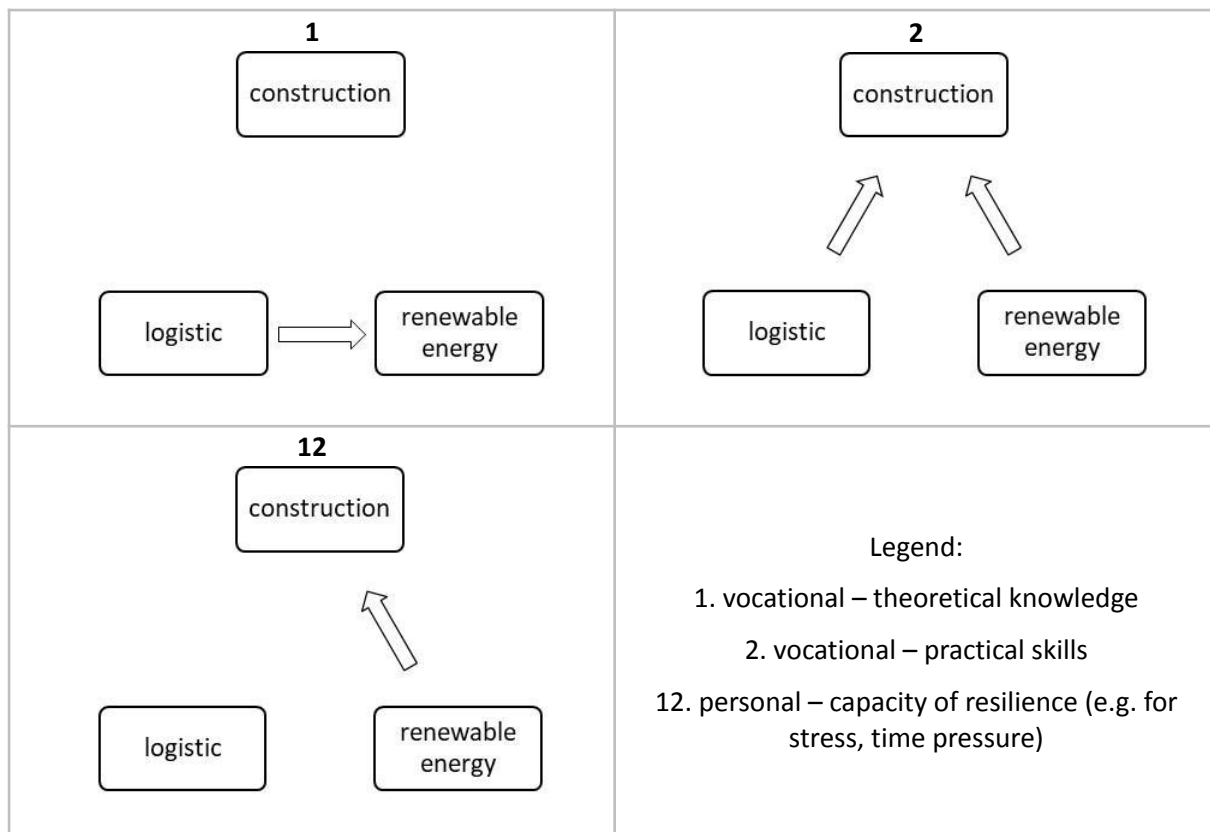 1
construction
logistic
renewable
energy
2
construction
logistic
renewable
energy
12
construction
logistic
renewable
energy
Legend:
1. vocational – theoretical knowledge
2. vocational – practical skills
12. personal – capacity of resilience (e.g. for
stress, time pressure)